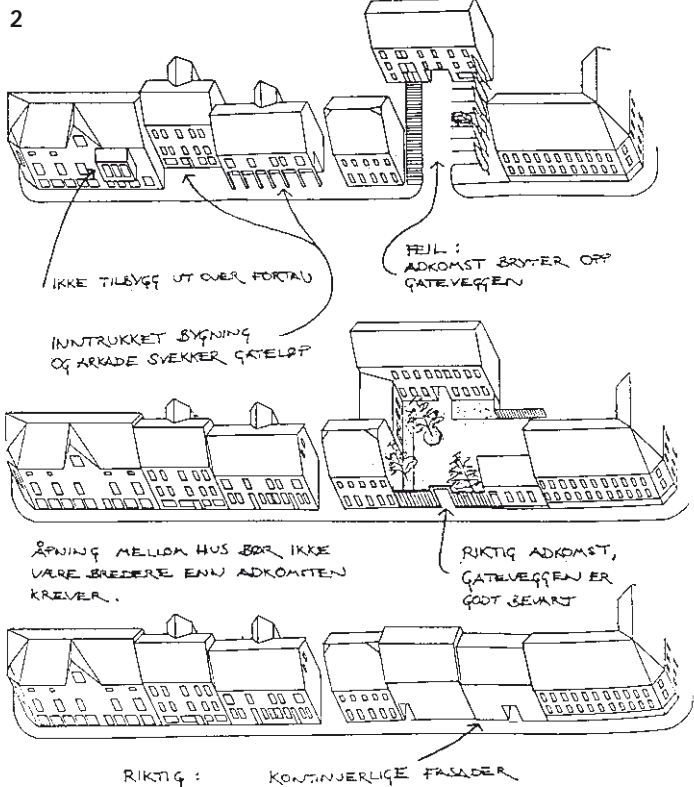 2
IKKE TILBYGG UT OVER FORTAU
FEIL :
ADKOMST BRYTER OPP
GATEVEGGEN
INNTRUKKET BYGNING
OG ARKADE SVEKKER GATELØP
ÅPNING MELLOM HUS BØR IKKE
VÆRE BREDERE ENN ADKOMSTEN
KREVER.
RIKTIG ADKOMST,
GATEVEGGEN ER
GODT BEVART
RIKTIG : KONTINUERLIGE FASADER